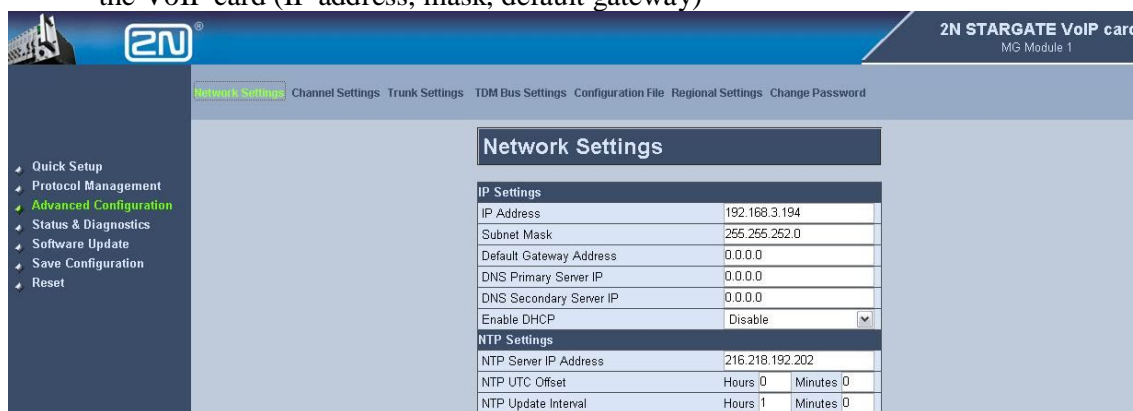 the VoIP card (IP address, mask, default gateway)
2N®
2N STARGATE VoIP card
MG Module 1
Network Settings Channel Settings Trunk Settings TDM Bus Settings Configuration File Regional Settings Change Password
Quick Setup
Protocol Management
Advanced Configuration
Status & Diagnostics
Software Update
Save Configuration
Reset
Network Settings
IP Settings
IP Address 192.168.3.194
Subnet Mask 255.255.252.0
Default Gateway Address 0.0.0.0
DNS Primary Server IP 0.0.0.0
DNS Secondary Server IP 0.0.0.0
Enable DHCP Disable
NTP Settings
NTP Server IP Address 216.218.192.202
NTP UTC Offset Hours 0 Minutes 0
NTP Update Interval Hours 1 Minutes 0